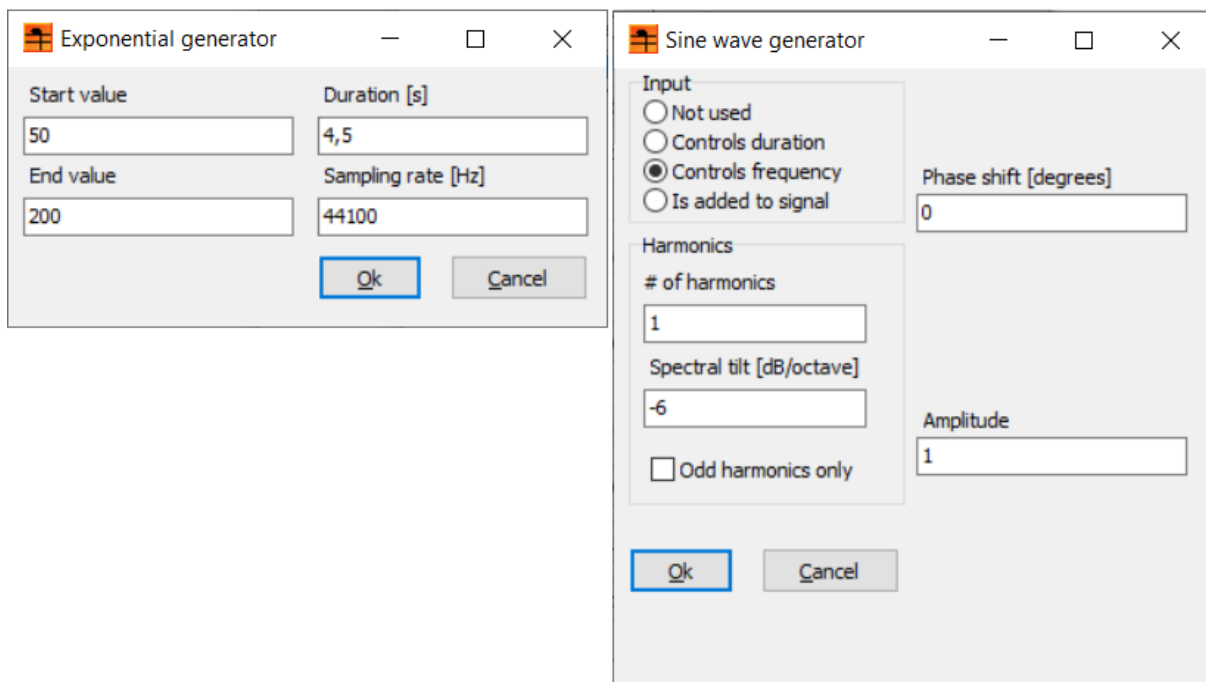 Exponential generator
Start value
Duration [s]
50
4,5
End value
Sampling rate [Hz]
200
44100
Ok
Cancel
Sine wave generator
Input
Not used
Controls duration
Controls frequency
Is added to signal
Phase shift [degrees]
0
Harmonics
# of harmonics
1
Spectral tilt [dB/octave]
-6
Odd harmonics only
Amplitude
1
Ok
Cancel